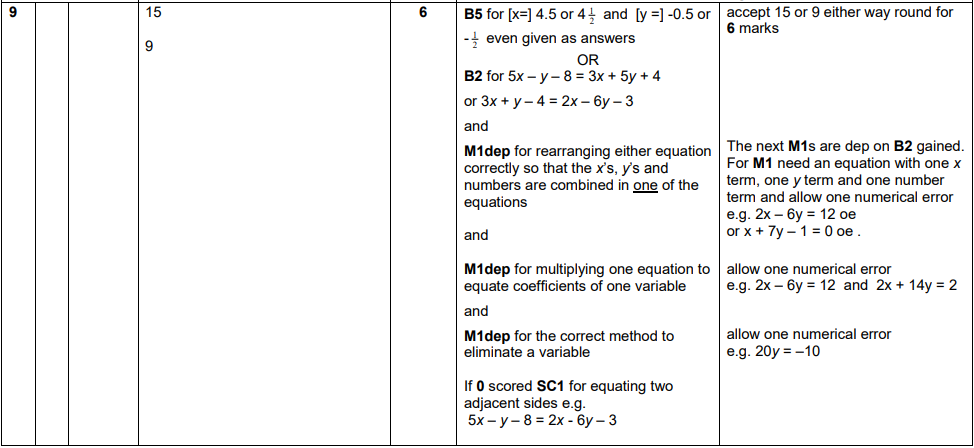 9
15
9
6
B5 for [x=] 4.5 or 4½ and [y =] -0.5 or
-½ even given as answers
OR
B2 for 5x – y – 8 = 3x + 5y + 4
or 3x + y – 4 = 2x – 6y – 3
and
M1dep for rearranging either equation
correctly so that the x's, y's and
numbers are combined in one of the
equations
and
M1dep for multiplying one equation to
equate coefficients of one variable
and
M1dep for the correct method to
eliminate a variable
If 0 scored SC1 for equating two
adjacent sides e.g.
5x – y – 8 = 2x - 6y – 3
accept 15 or 9 either way round for
6 marks
The next M1s are dep on B2 gained.
For M1 need an equation with one x
term, one y term and one number
term and allow one numerical error
e.g. 2x – 6y = 12 oe
or x + 7y – 1 = 0 oe .
allow one numerical error
e.g. 2x – 6y = 12 and 2x + 14y = 2
allow one numerical error
e.g. 20y = –10